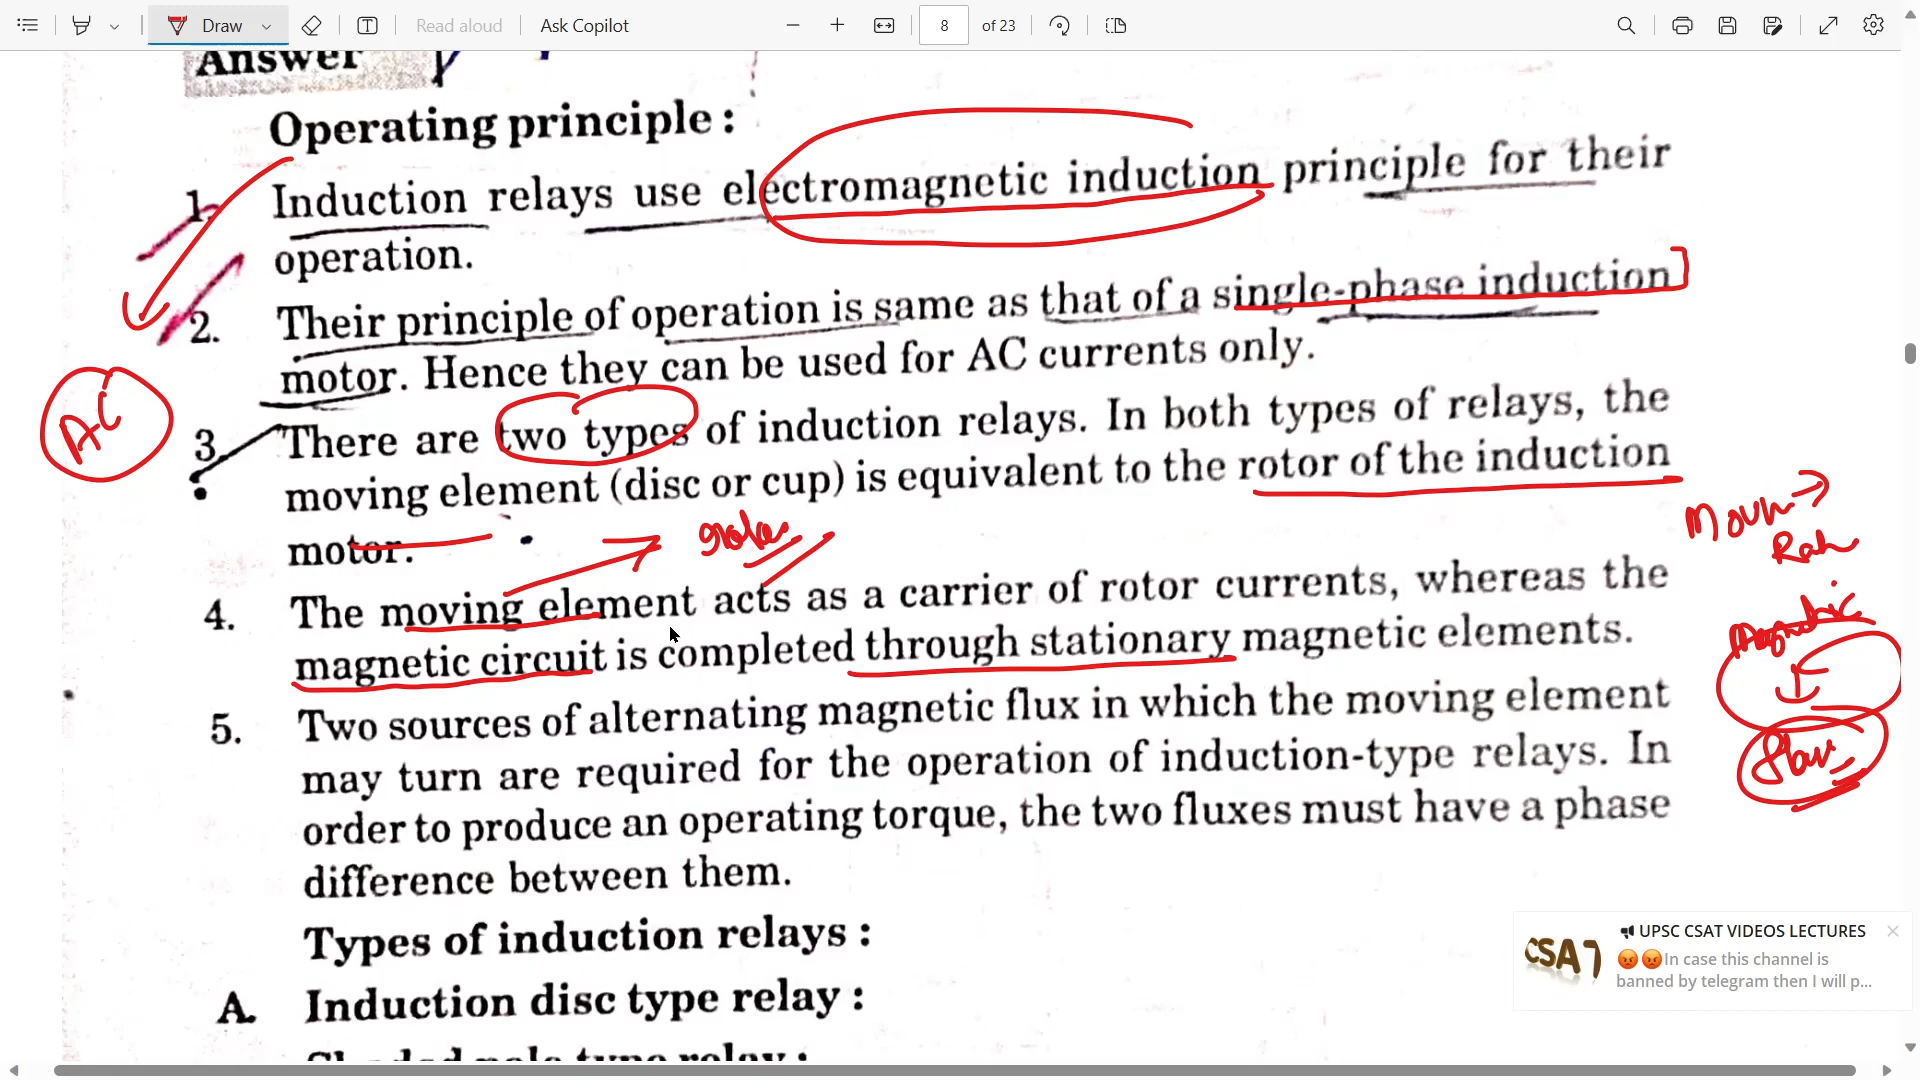 Draw
Read aloud
Ask Copilot
8
of 23
Answer
Operating principle :
1. Induction relays use electromagnetic induction principle for their
operation.
2. Their principle of operation is same as that of a single-phase induction
motor. Hence they can be used for AC currents only.
AC
3. There are two types of induction relays. In both types of relays, the
moving element (disc or cup) is equivalent to the rotor of the induction
motor.
4. The moving element acts as a carrier of rotor currents, whereas the
magnetic circuit is completed through stationary magnetic elements.
Magnetic
5. Two sources of alternating magnetic flux in which the moving element
may turn are required for the operation of induction-type relays. In
order to produce an operating torque, the two fluxes must have a phase
difference between them.
Types of induction relays :
A. Induction disc type relay :
CSAT
UPSC CSAT VIDEOS LECTURES
😡😡In case this channel is
banned by telegram then I will p...